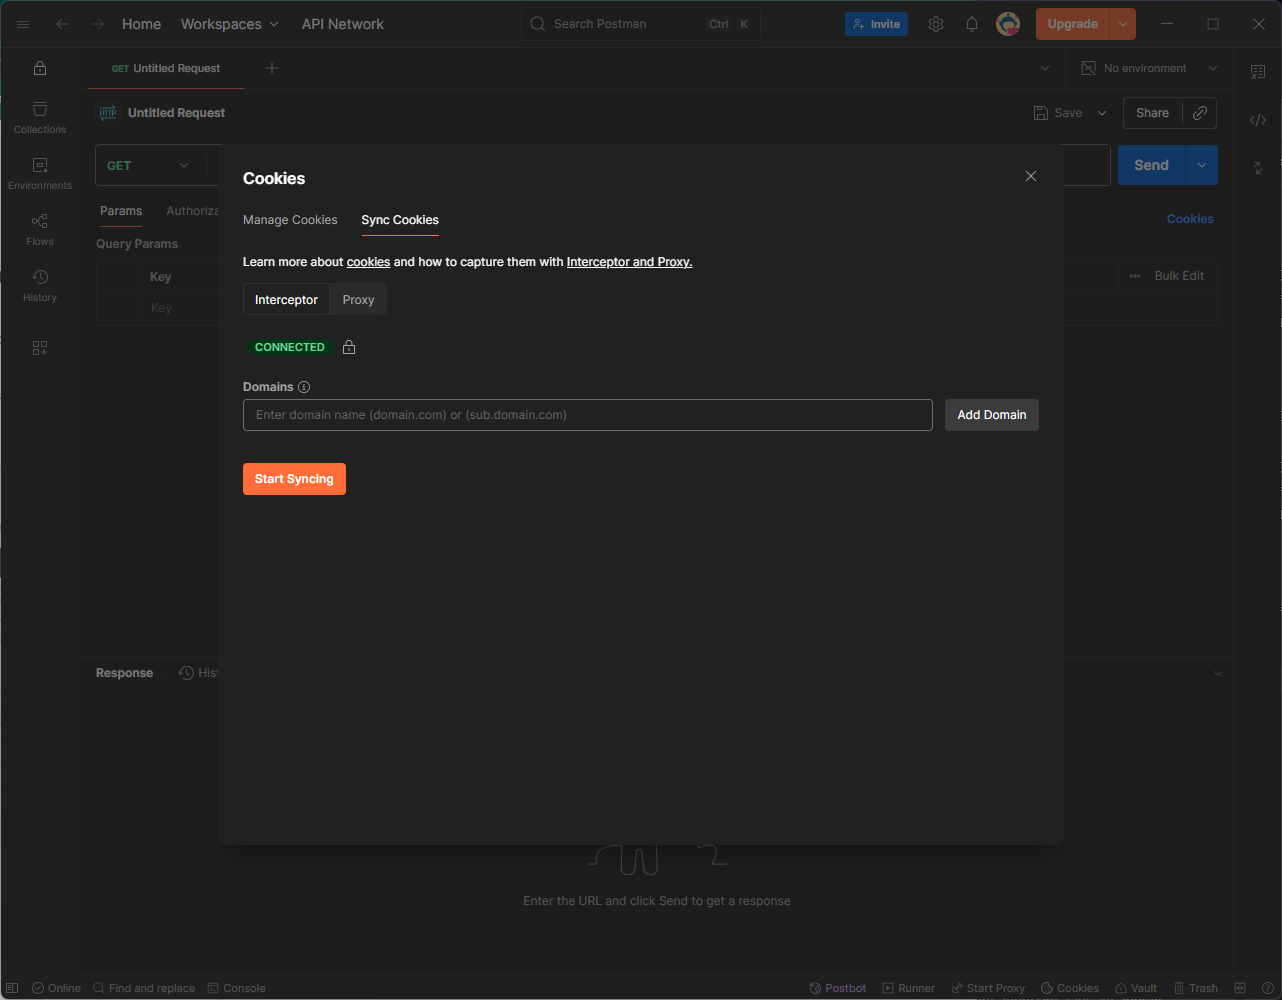 Home Workspaces API Network Search Postman Ctrl K Invite Upgrade
GET Untitled Request No environment
HTTP Untitled Request Save Share
Collections
Environments
Flows
History
GET Send
Params Authoriza Cookies
Query Params
Key Bulk Edit
Key
Cookies
Manage Cookies Sync Cookies
Learn more about cookies and how to capture them with Interceptor and Proxy.
Interceptor Proxy
CONNECTED
Domains
Enter domain name (domain.com) or (sub.domain.com) Add Domain
Start Syncing
Response Hist
Enter the URL and click Send to get a response
Online Find and replace Console Postbot Runner Start Proxy Cookies Vault Trash